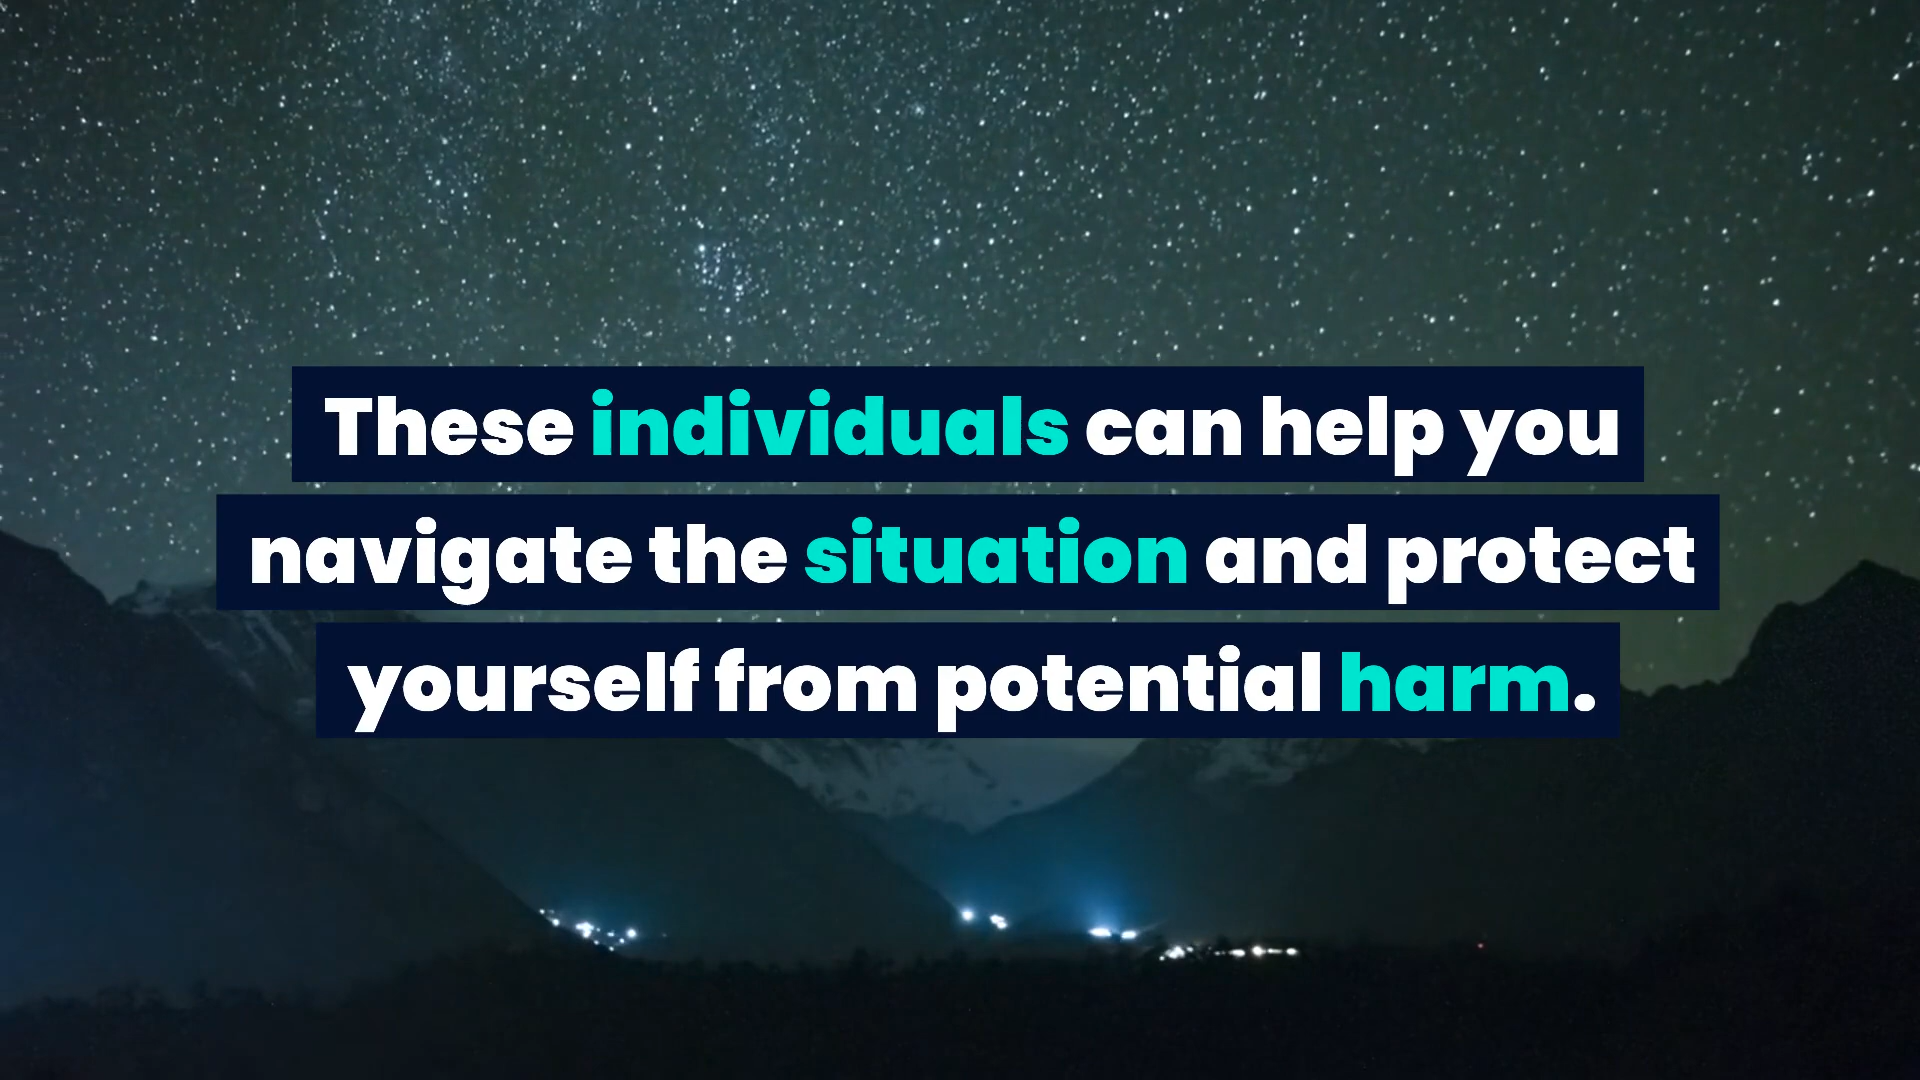 These individuals can help you
navigate the situation and protect
yourself from potential harm.